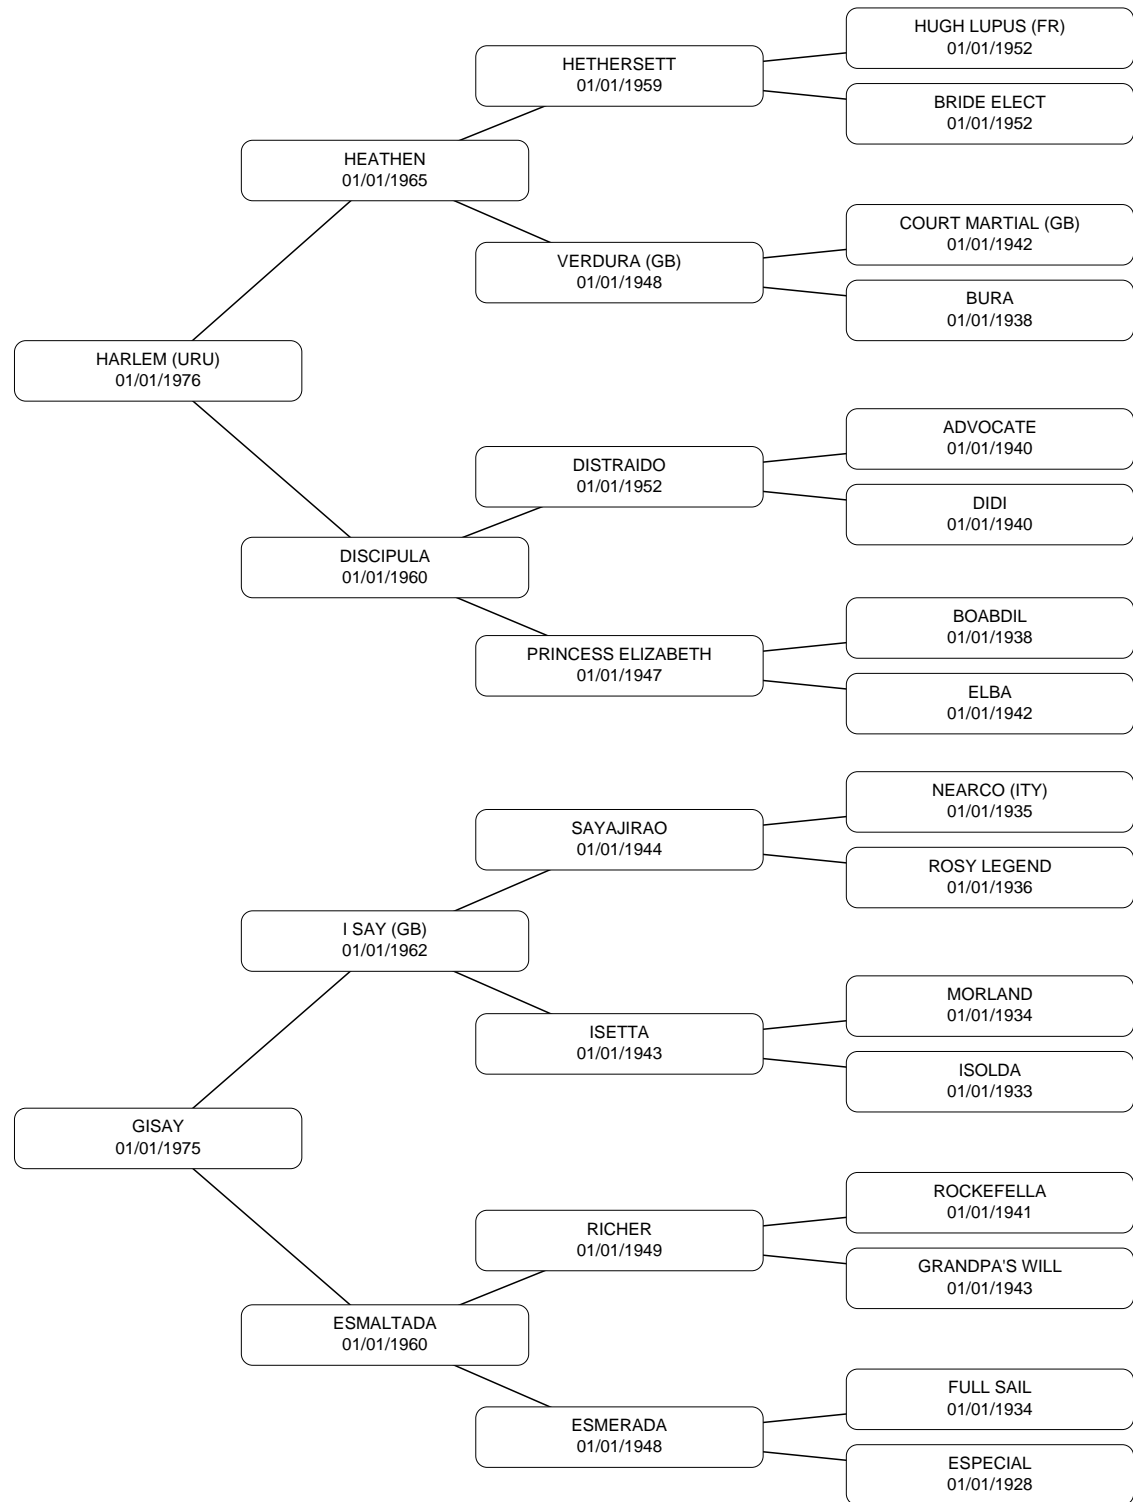 HUGH LUPUS (FR)
01/01/1952
HETHERSETT
01/01/1959
BRIDE ELECT
01/01/1952
HEATHEN
01/01/1965
COURT MARTIAL (GB)
01/01/1942
VERDURA (GB)
01/01/1948
BURA
01/01/1938
HARLEM (URU)
01/01/1976
ADVOCATE
01/01/1940
DISTRAIDO
01/01/1952
DIDI
01/01/1940
DISCIPULA
01/01/1960
BOABDIL
01/01/1938
PRINCESS ELIZABETH
01/01/1947
ELBA
01/01/1942
NEARCO (ITY)
01/01/1935
SAYAJIRAO
01/01/1944
ROSY LEGEND
01/01/1936
I SAY (GB)
01/01/1962
MORLAND
01/01/1934
ISETTA
01/01/1943
ISOLDA
01/01/1933
GISAY
01/01/1975
ROCKEFELLA
01/01/1941
RICHER
01/01/1949
GRANDPA'S WILL
01/01/1943
ESMALTADA
01/01/1960
FULL SAIL
01/01/1934
ESMERADA
01/01/1948
ESPECIAL
01/01/1928